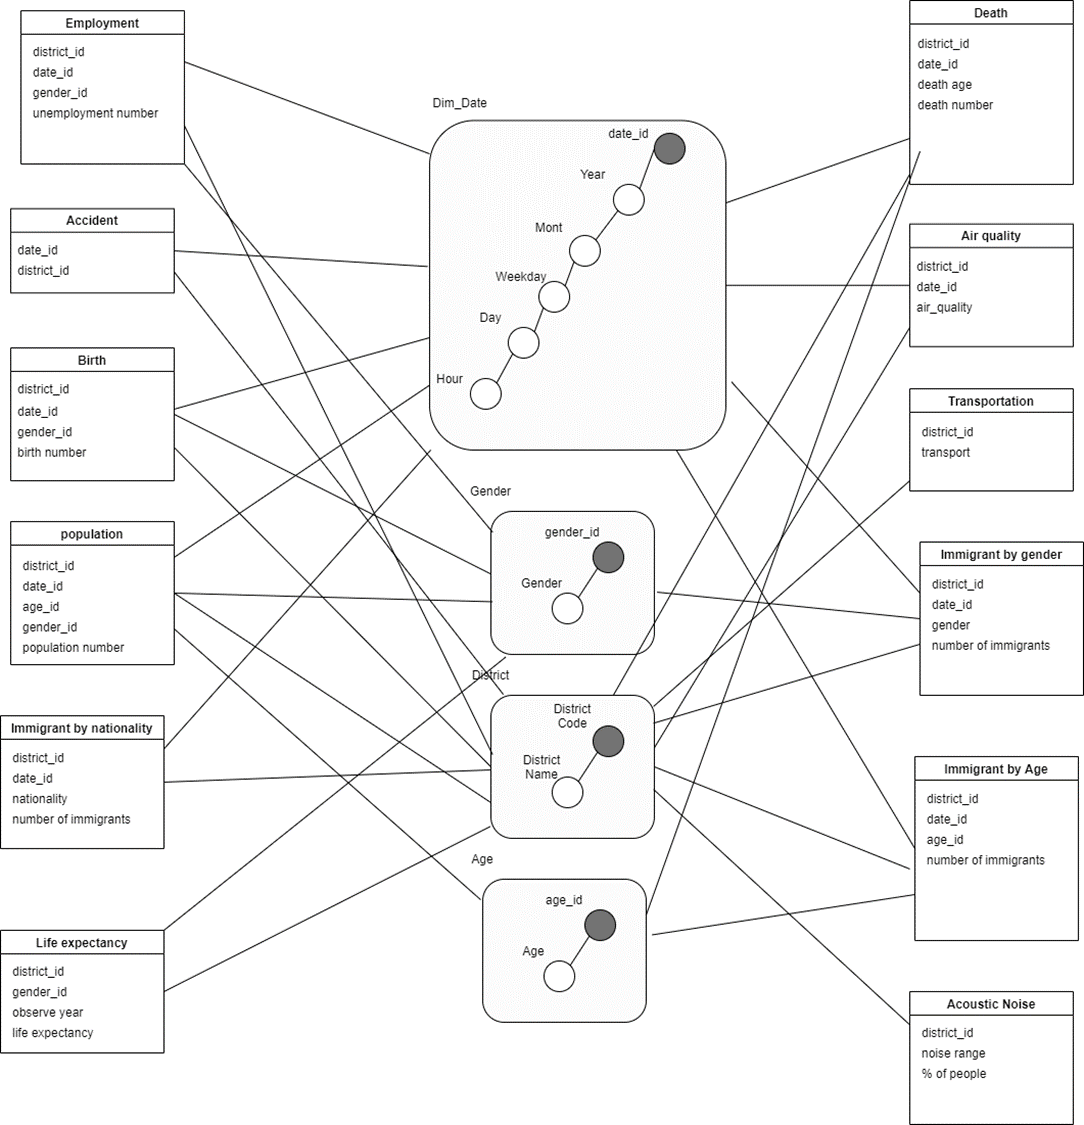 Employment
district_id
date_id
gender_id
unemployment number
Accident
date_id
district_id
Birth
district_id
date_id
gender_id
birth number
population
district_id
date_id
age_id
gender_id
population number
Immigrant by nationality
district_id
date_id
nationality
number of immigrants
Life expectancy
district_id
gender_id
observe year
life expectancy
Dim_Date
date_id
Year
Mont
Weekday
Day
Hour
Gender
gender_id
Gender
District
District
Code
District
Name
Age
age_id
Age
Death
district_id
date_id
death age
death number
Air quality
district_id
date_id
air_quality
Transportation
district_id
transport
Immigrant by gender
district_id
date_id
gender
number of immigrants
Immigrant by Age
district_id
date_id
age_id
number of immigrants
Acoustic Noise
district_id
noise range
% of people